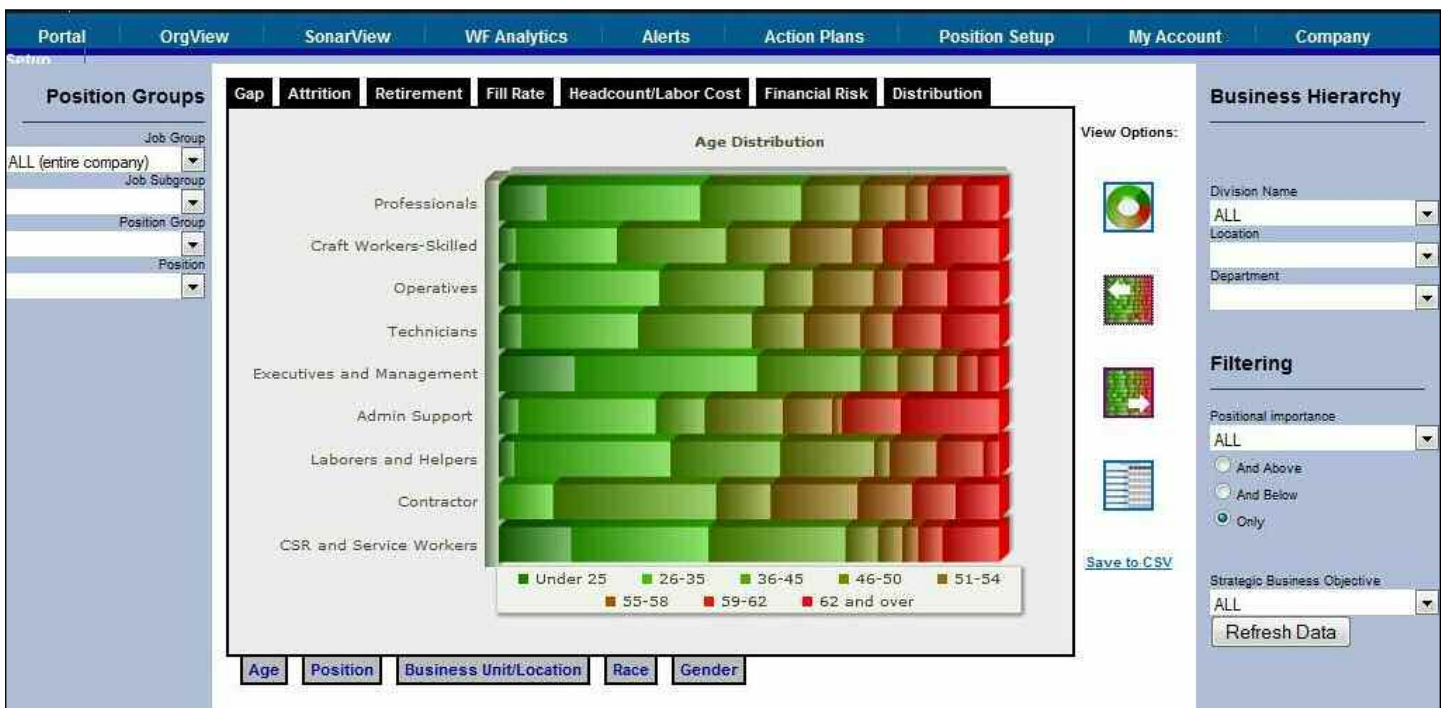 Portal OrgView SonarView WF Analytics Alerts Action Plans Position Setup My Account Company
Setup
Position Groups
Job Group
ALL (entire company)
Job Subgroup
Position Group
Position
Gap Attrition Retirement Fill Rate Headcount/Labor Cost Financial Risk Distribution
Age Distribution
Professionals
Craft Workers-Skilled
Operatives
Technicians
Executives and Management
Admin Support
Laborers and Helpers
Contractor
CSR and Service Workers
Under 25 26-35 36-45 46-50 51-54
55-58 59-62 62 and over
Age Position Business Unit/Location Race Gender
View Options:
Save to CSV
Business Hierarchy
Division Name
ALL
Location
Department
Filtering
Positional importance
ALL
And Above
And Below
Only
Strategic Business Objective
ALL
Refresh Data